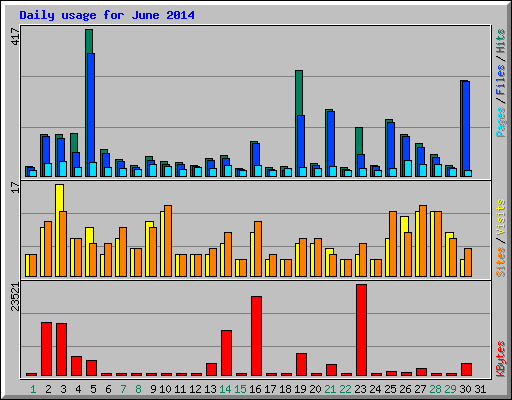 Daily usage for June 2014
417
Pages / Files / Hits
17
Sites / Visits
23521
KBytes
1 2 3 4 5 6 7 8 9 10 11 12 13 14 15 16 17 18 19 20 21 22 23 24 25 26 27 28 29 30 31